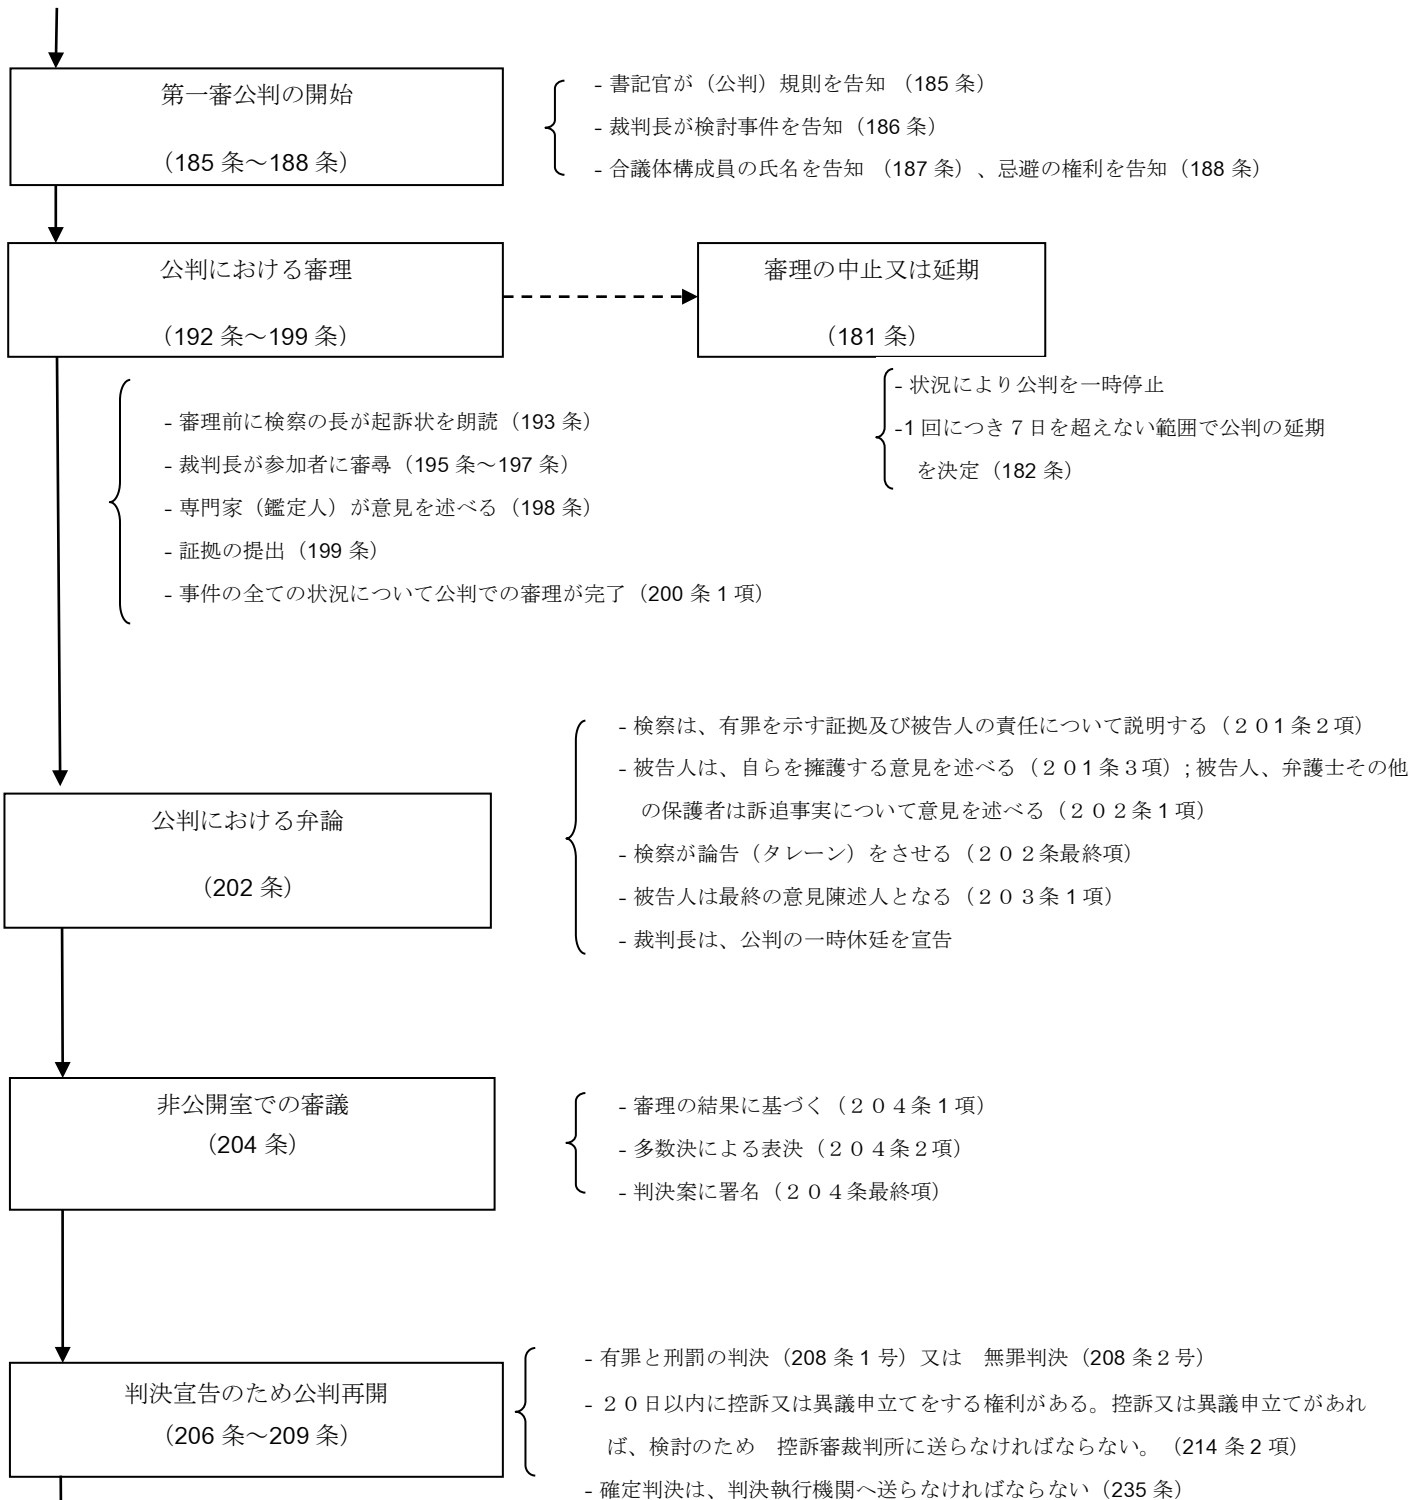 第一審公判の開始
（185 条～188 条）
- 書記官が（公判）規則を告知 （185 条）
- 裁判長が検討事件を告知（186 条）
- 合議体構成員の氏名を告知 （187 条）、忌避の権利を告知（188 条）
公判における審理
（192 条～199 条）
審理の中止又は延期
（181 条）
- 状況により公判を一時停止
-1 回につき７日を超えない範囲で公判の延期
を決定（182 条）
- 審理前に検察の長が起訴状を朗読（193 条）
- 裁判長が参加者に審尋（195 条～197 条）
- 専門家（鑑定人）が意見を述べる（198 条）
- 証拠の提出（199 条）
- 事件の全ての状況について公判での審理が完了（200 条 1 項）
公判における弁論
（202 条）
- 検察は、有罪を示す証拠及び被告人の責任について説明する（２０1 条２項）
- 被告人は、自らを擁護する意見を述べる（２０1 条３項）; 被告人、弁護士その他
の保護者は訴追事実について意見を述べる（２０２条 1 項）
- 検察が論告（タレーン）をさせる（２０２条最終項）
- 被告人は最終の意見陳述人となる（２０３条 1 項）
- 裁判長は、公判の一時休廷を宣告
非公開室での審議
（204 条）
- 審理の結果に基づく（２０４条 1 項）
- 多数決による表決（２０４条２項）
- 判決案に署名（２０４条最終項）
判決宣告のため公判再開
（206 条～209 条）
- 有罪と刑罰の判決（208 条 1 号）又は　無罪判決（208 条２号）
- ２０日以内に控訴又は異議申立てをする権利がある。控訴又は異議申立てがあれ
ば、検討のため　控訴審裁判所に送らなければならない。（214 条 2 項）
- 確定判決は、判決執行機関へ送らなければならない（235 条）